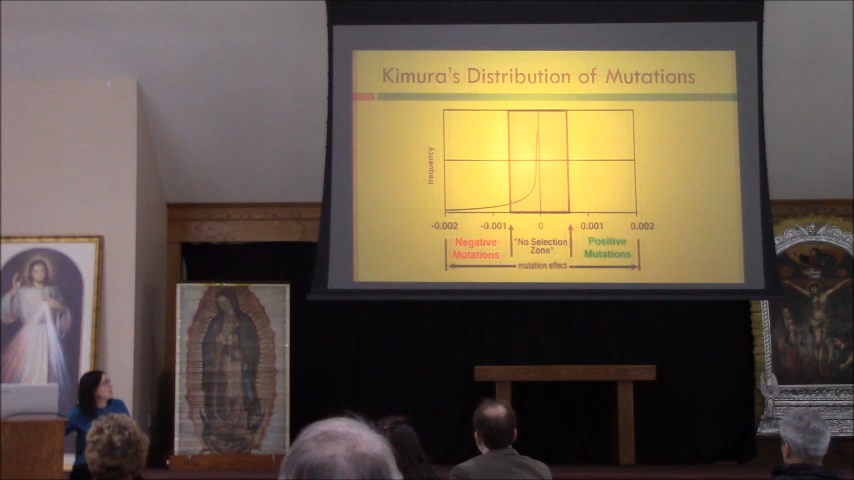 Kimura's Distribution of Mutations
frequency
-0.002 -0.001 0 0.001 0.002
Negative Mutations
"No Selection Zone"
Positive Mutations
mutation effect